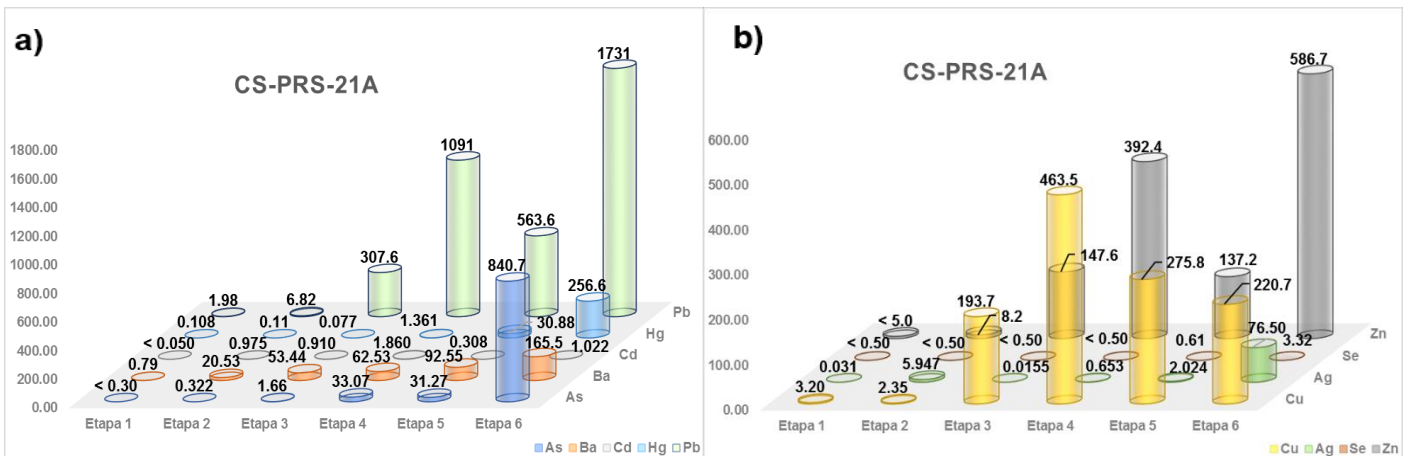 a)
CS-PRS-21A
1800.00
1600.00
1400.00
1200.00
1000.00
800.00
600.00
400.00
200.00
0.00
1.98 6.82 307.6 1091 563.6 1731
0.108 0.11 0.077 1.361 30.88 256.6
< 0.050 0.975 0.910 1.860 0.308 1.022
0.79 20.53 53.44 62.53 92.55 165.5
< 0.30 0.322 1.66 33.07 31.27 840.7
Pb
Hg
Cd
Ba
As
Etapa 1 Etapa 2 Etapa 3 Etapa 4 Etapa 5 Etapa 6
As Ba Cd Hg Pb
b)
CS-PRS-21A
600.00
500.00
400.00
300.00
200.00
100.00
0.00
< 5.0 8.2 147.6 392.4 137.2 586.7
< 0.50 < 0.50 < 0.50 < 0.50 0.61 3.32
0.031 5.947 0.0155 0.653 2.024 76.50
3.20 2.35 193.7 463.5 275.8 220.7
Zn
Se
Ag
Cu
Etapa 1 Etapa 2 Etapa 3 Etapa 4 Etapa 5 Etapa 6
Cu Ag Se Zn